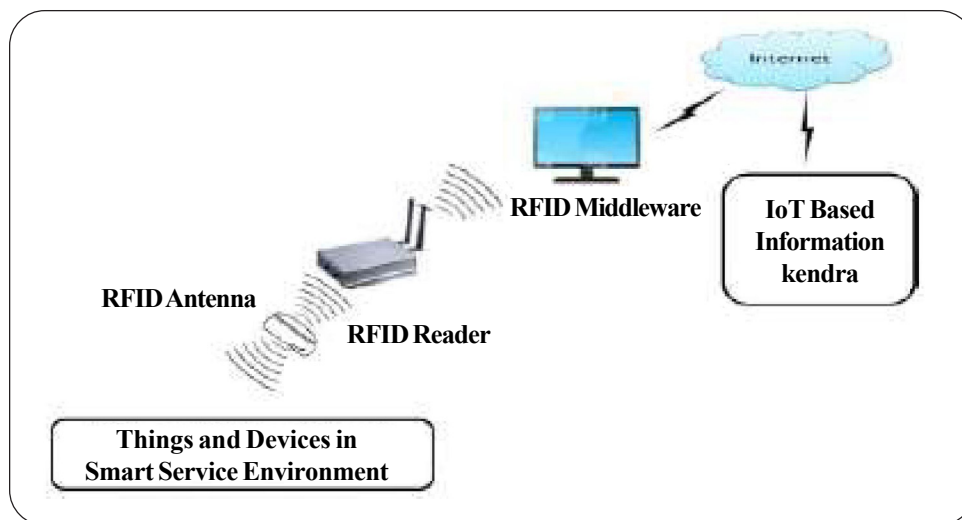 Internet
RFID Middleware
IoT Based
Information
kendra
RFID Antenna
RFID Reader
Things and Devices in
Smart Service Environment